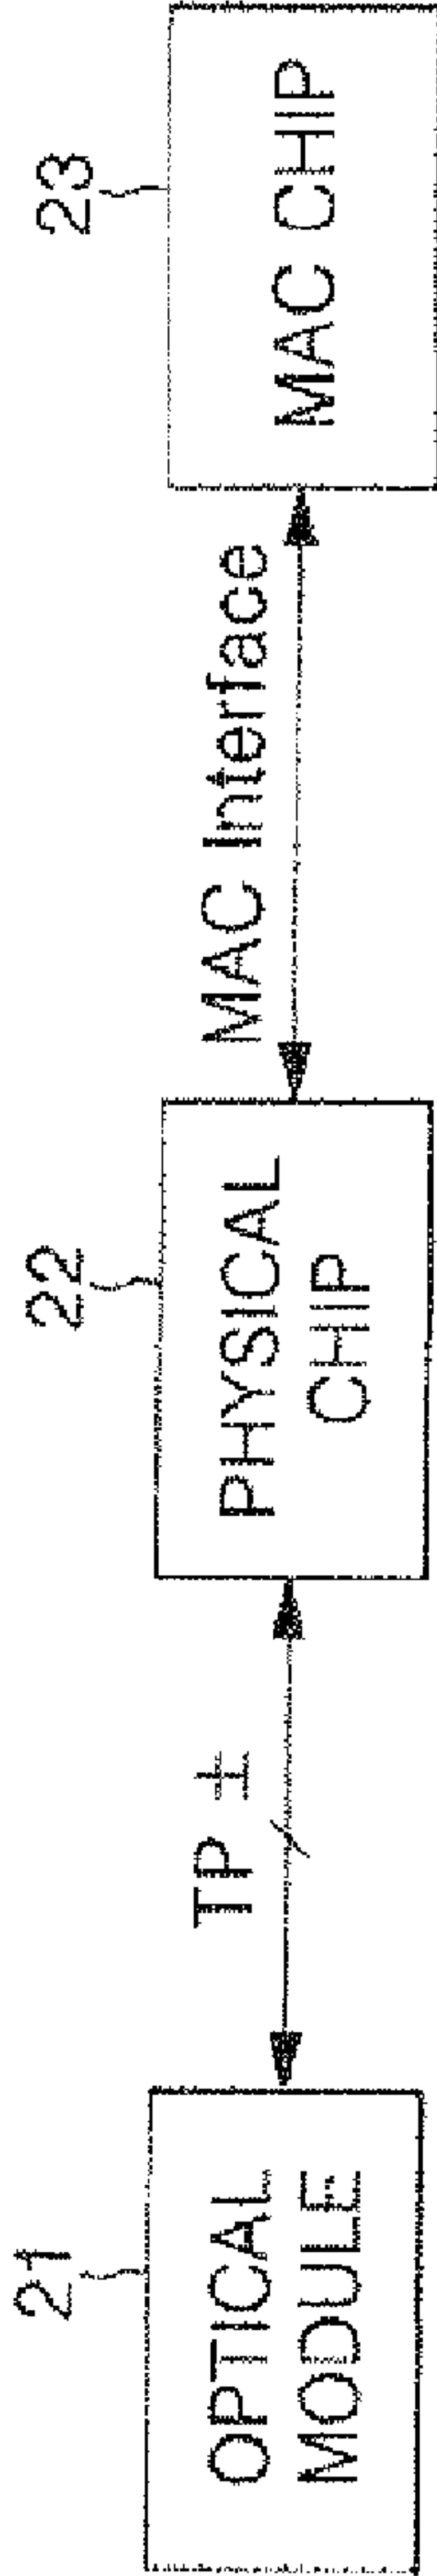 21
OPTICAL
MODULE
TP ±
22
PHYSICAL
CHIP
MAC Interface
23
MAC CHIP